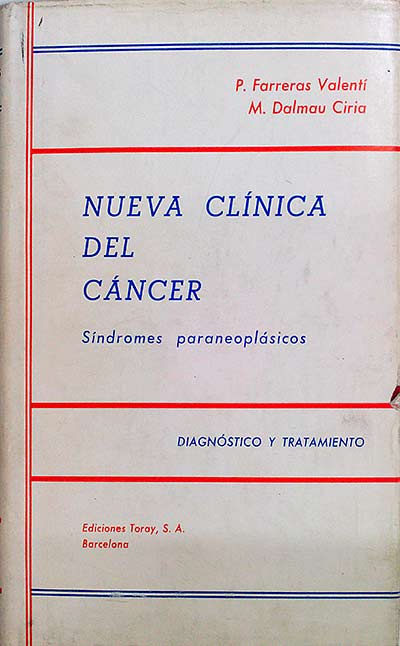 P. Farreras Valentí
M. Dalmau Ciria
NUEVA CLÍNICA
DEL
CÁNCER
Síndromes paraneoplásicos
DIAGNÓSTICO Y TRATAMIENTO
Ediciones Toray, S. A.
Barcelona